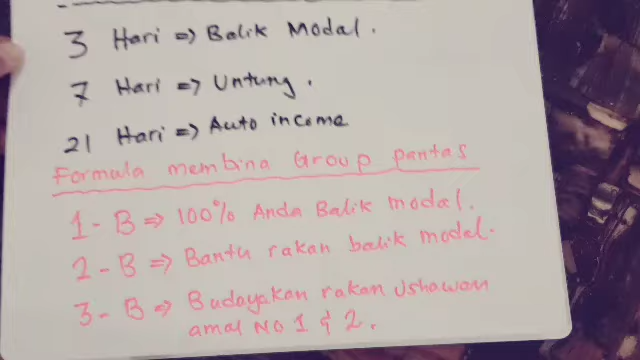 3 Hari => Balik Modal.
7 Hari => Untung.
21 Hari => Auto income
Formula membina Group pantas
1 - B => 100% Anda Balik modal.
2 - B => Bantu rakan balik modal.
3 - B => Budayakan rakan Ushawan
amal No 1 & 2.